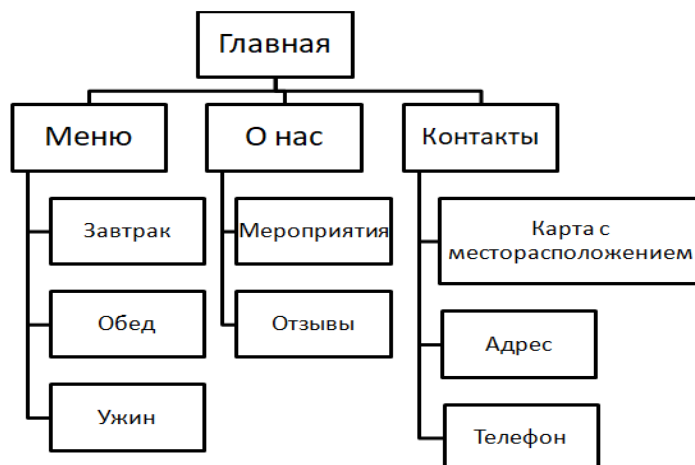 Главная
Меню
О нас
Контакты
Завтрак
Мероприятия
Карта с
месторасположением
Обед
Отзывы
Адрес
Ужин
Телефон